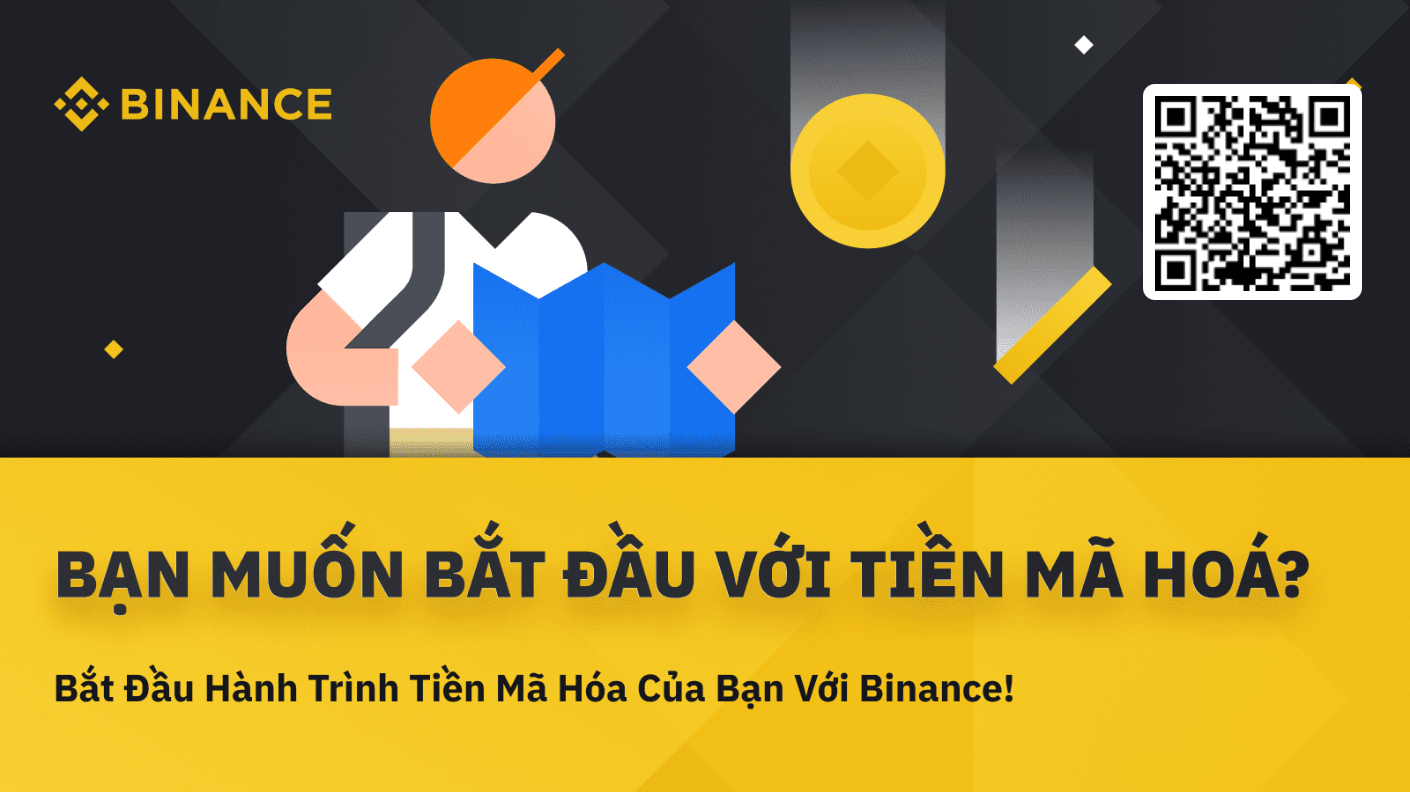 BINANCE
BẠN MUỐN BẮT ĐẦU VỚI TIỀN MÃ HOÁ?
Bắt Đầu Hành Trình Tiền Mã Hóa Của Bạn Với Binance!